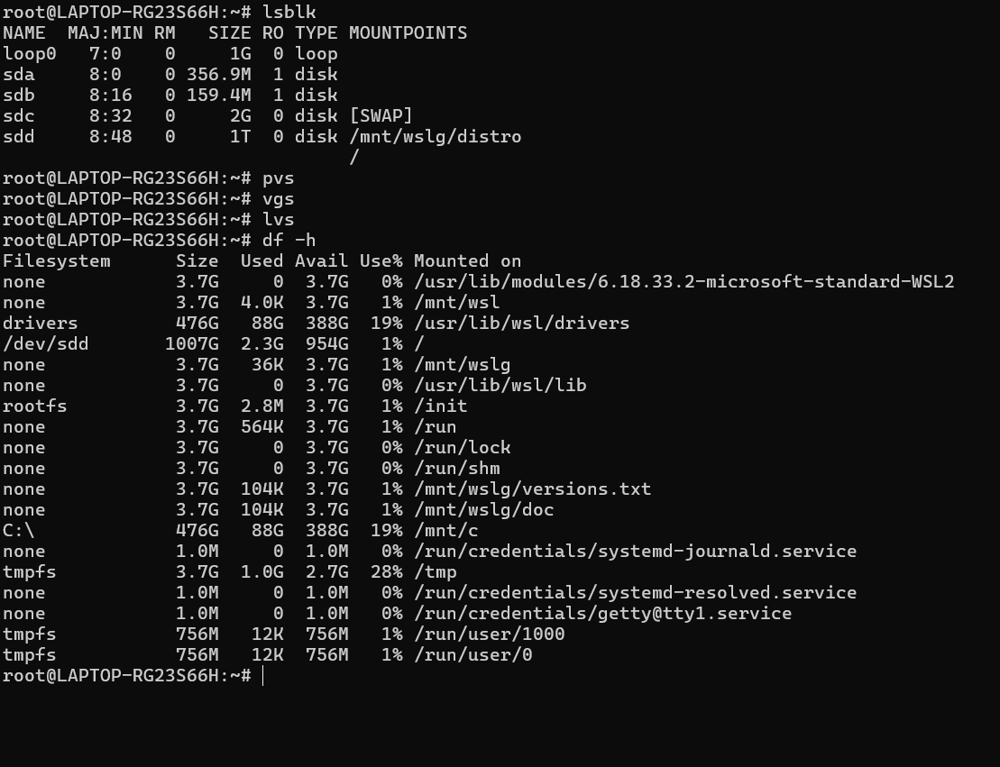 root@LAPTOP-RG23S66H:~# lsblk
NAME  MAJ:MIN RM   SIZE RO TYPE MOUNTPOINTS
loop0   7:0    0     1G  0 loop
sda     8:0    0 356.9M  1 disk
sdb     8:16   0 159.4M  1 disk
sdc     8:32   0     2G  0 disk [SWAP]
sdd     8:48   0     1T  0 disk /mnt/wslg/distro
                                /
root@LAPTOP-RG23S66H:~# pvs
root@LAPTOP-RG23S66H:~# vgs
root@LAPTOP-RG23S66H:~# lvs
root@LAPTOP-RG23S66H:~# df -h
Filesystem      Size  Used Avail Use% Mounted on
none            3.7G     0  3.7G   0% /usr/lib/modules/6.18.33.2-microsoft-standard-WSL2
none            3.7G  4.0K  3.7G   1% /mnt/wsl
drivers         476G   88G  388G  19% /usr/lib/wsl/drivers
/dev/sdd       1007G  2.3G  954G   1% /
none            3.7G   36K  3.7G   1% /mnt/wslg
none            3.7G     0  3.7G   0% /usr/lib/wsl/lib
rootfs          3.7G  2.8M  3.7G   1% /init
none            3.7G  564K  3.7G   1% /run
none            3.7G     0  3.7G   0% /run/lock
none            3.7G     0  3.7G   0% /run/shm
none            3.7G  104K  3.7G   1% /mnt/wslg/versions.txt
none            3.7G  104K  3.7G   1% /mnt/wslg/doc
C:\             476G   88G  388G  19% /mnt/c
none            1.0M     0  1.0M   0% /run/credentials/systemd-journald.service
tmpfs           3.7G  1.0G  2.7G  28% /tmp
none            1.0M     0  1.0M   0% /run/credentials/systemd-resolved.service
none            1.0M     0  1.0M   0% /run/credentials/getty@tty1.service
tmpfs           756M   12K  756M   1% /run/user/1000
tmpfs           756M   12K  756M   1% /run/user/0
root@LAPTOP-RG23S66H:~#